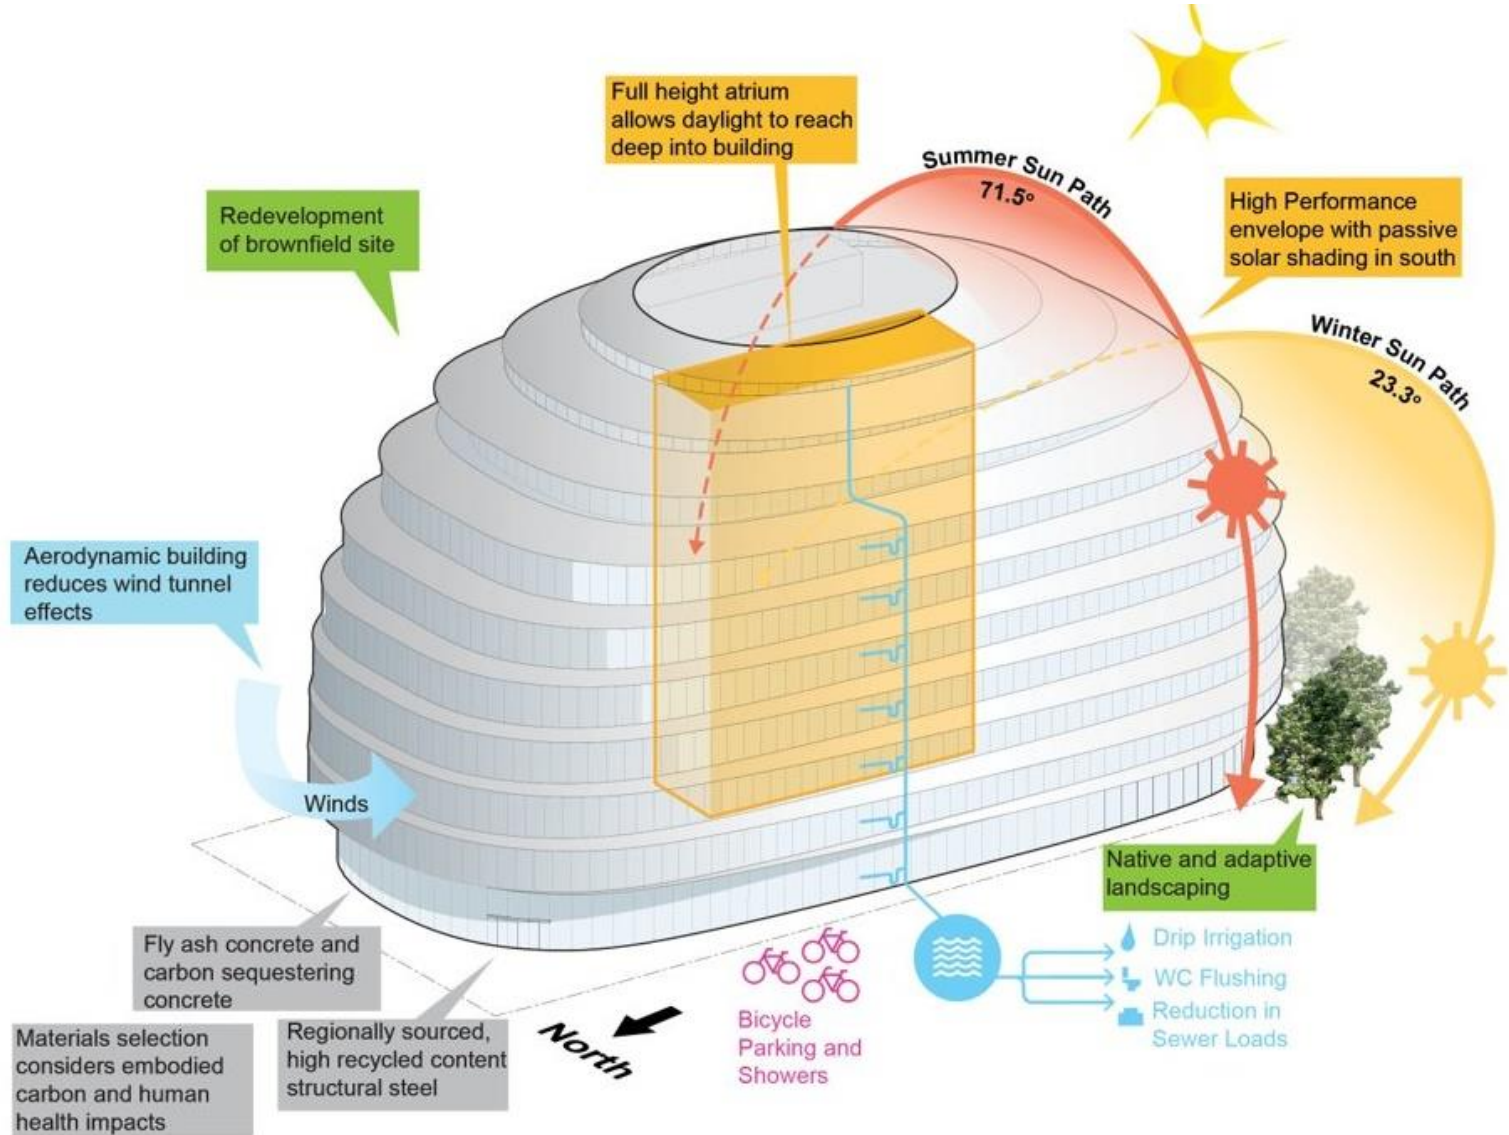 Full height atrium
allows daylight to reach
deep into building
Summer Sun Path
71.5°
High Performance
envelope with passive
solar shading in south
Redevelopment
of brownfield site
Winter Sun Path
23.3°
Aerodynamic building
reduces wind tunnel
effects
Winds
Native and adaptive
landscaping
Fly ash concrete and
carbon sequestering
concrete
Drip Irrigation
WC Flushing
Reduction in
Sewer Loads
Materials selection
considers embodied
carbon and human
health impacts
Regionally sourced,
high recycled content
structural steel
North
Bicycle
Parking and
Showers